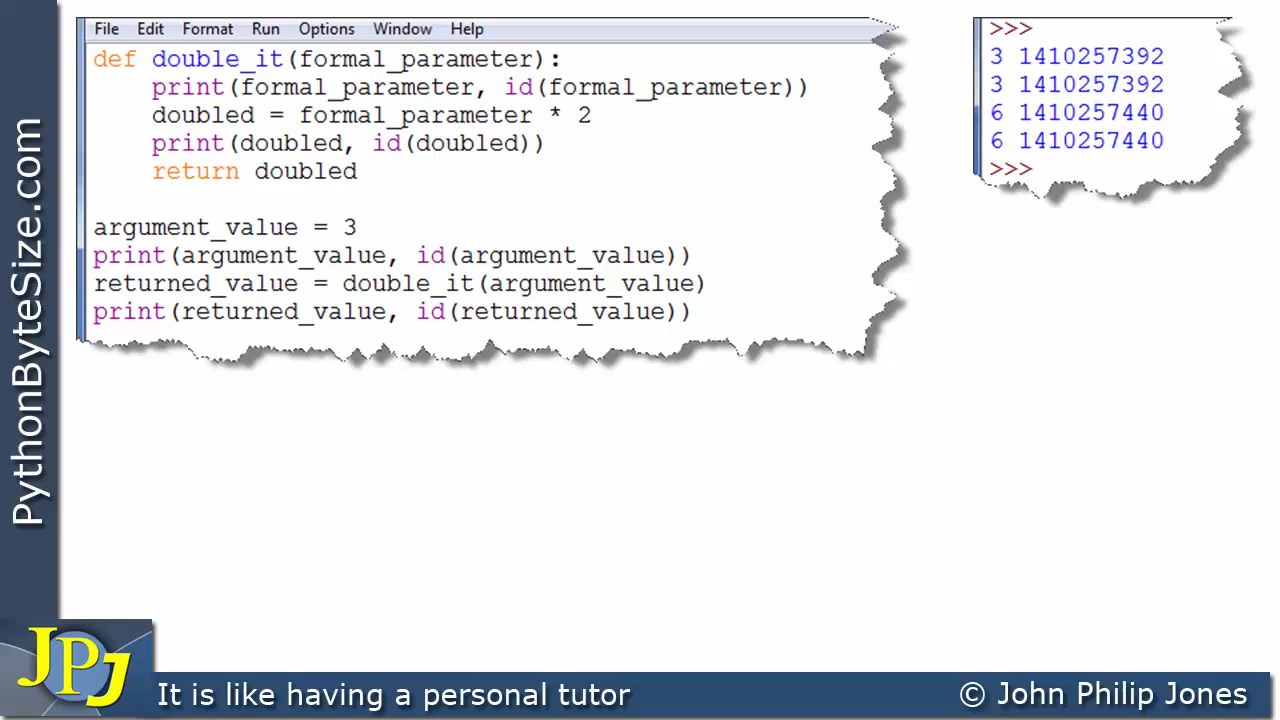 File Edit Format Run Options Window Help
def double_it(formal_parameter):
    print(formal_parameter, id(formal_parameter))
    doubled = formal_parameter * 2
    print(doubled, id(doubled))
    return doubled
argument_value = 3
print(argument_value, id(argument_value))
returned_value = double_it(argument_value)
print(returned_value, id(returned_value))
>>>
3 1410257392
3 1410257392
6 1410257440
6 1410257440
>>>
PythonByteSize.com
JPJ
It is like having a personal tutor
© John Philip Jones